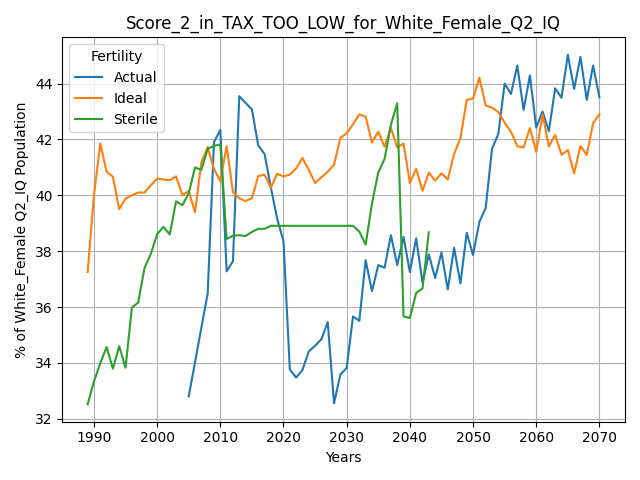 Score_2_in_TAX_TOO_LOW_for_White_Female_Q2_IQ
Fertility
Actual
Ideal
Sterile
% of White_Female Q2_IQ Population
44
42
40
38
36
34
32
1990 2000 2010 2020 2030 2040 2050 2060 2070
Years